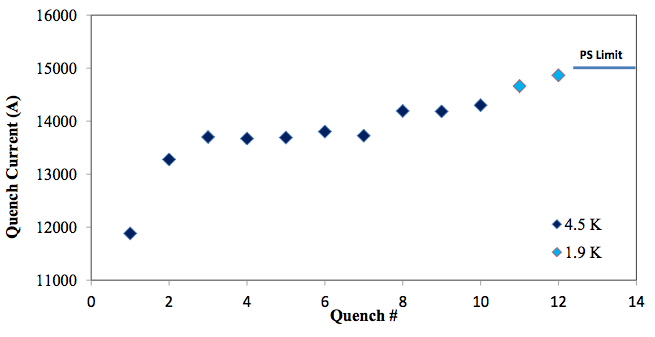 16000
15000
14000
13000
12000
11000
Quench Current (A)
PS Limit
4.5 K
1.9 K
0 2 4 6 8 10 12 14
Quench #